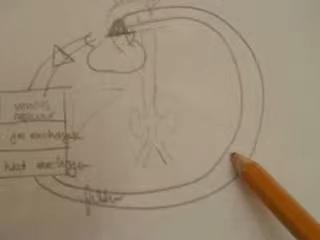 venous
reservoir
gas exchanger
heat exchanger
filter